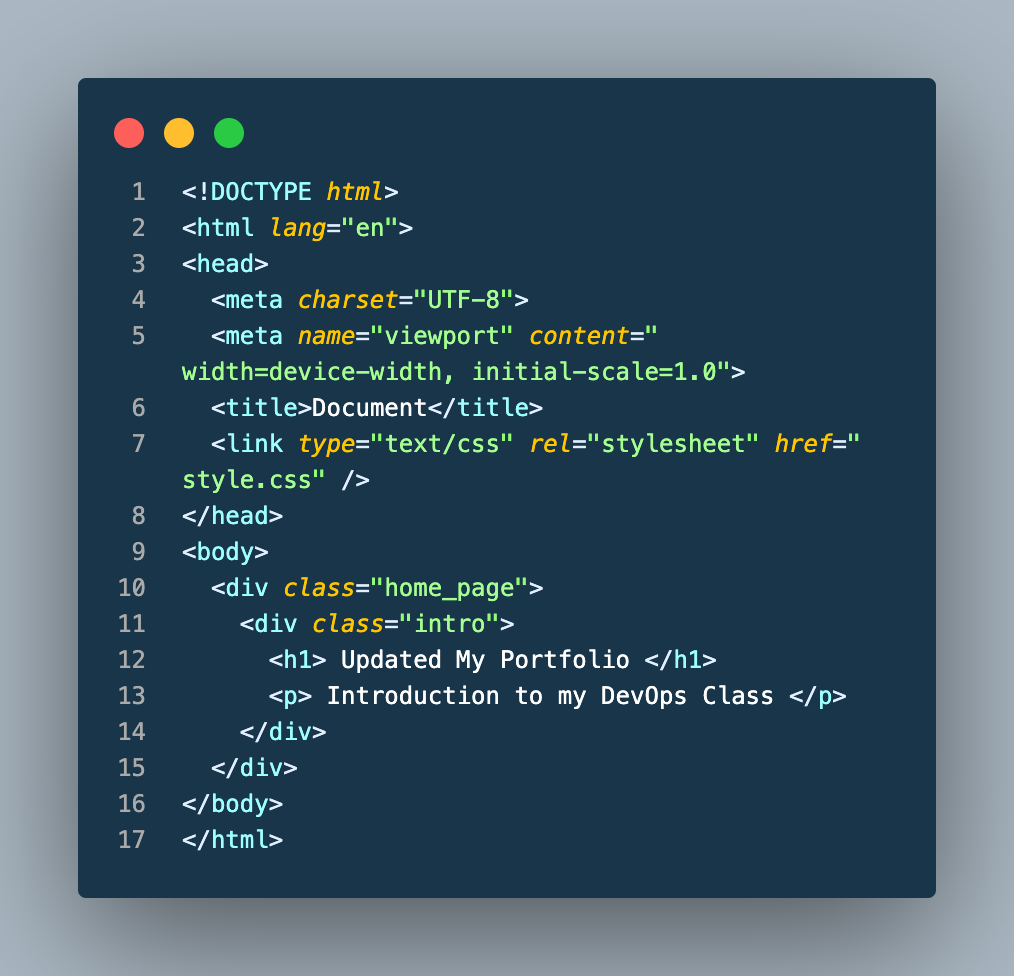 1 <!DOCTYPE html>
2 <html lang="en">
3 <head>
4   <meta charset="UTF-8">
5   <meta name="viewport" content="
width=device-width, initial-scale=1.0">
6   <title>Document</title>
7   <link type="text/css" rel="stylesheet" href="
style.css" />
8 </head>
9 <body>
10   <div class="home_page">
11     <div class="intro">
12       <h1> Updated My Portfolio </h1>
13       <p> Introduction to my DevOps Class </p>
14     </div>
15   </div>
16 </body>
17 </html>